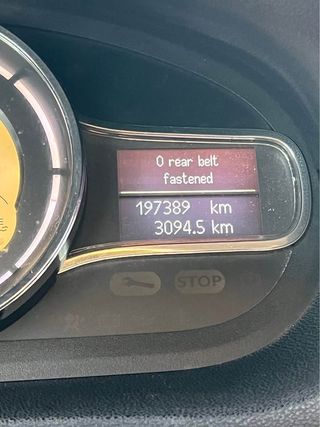 0 rear belt
fastened
197389 km
3094.5 km
STOP